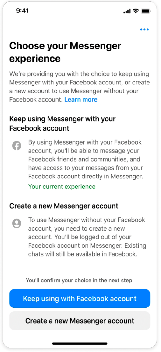 9:41
Choose your Messenger
experience
We're providing you with the choice to keep using
Messenger with your Facebook account, or create
a new account to use Messenger without your
Facebook account. Learn more
Keep using Messenger with your
Facebook account
By using Messenger with your Facebook
account, you'll be able to message your
Facebook friends and communities, and
have access to your messages from your
Facebook account directly in Messenger.
Your current experience
Create a new Messenger account
To use Messenger without your Facebook
account, you need to create a new
account. You'll be logged out of your
Facebook account on Messenger. Existing
chats will still be available in Facebook.
You'll confirm your choice in the next step
Keep using with Facebook account
Create a new Messenger account